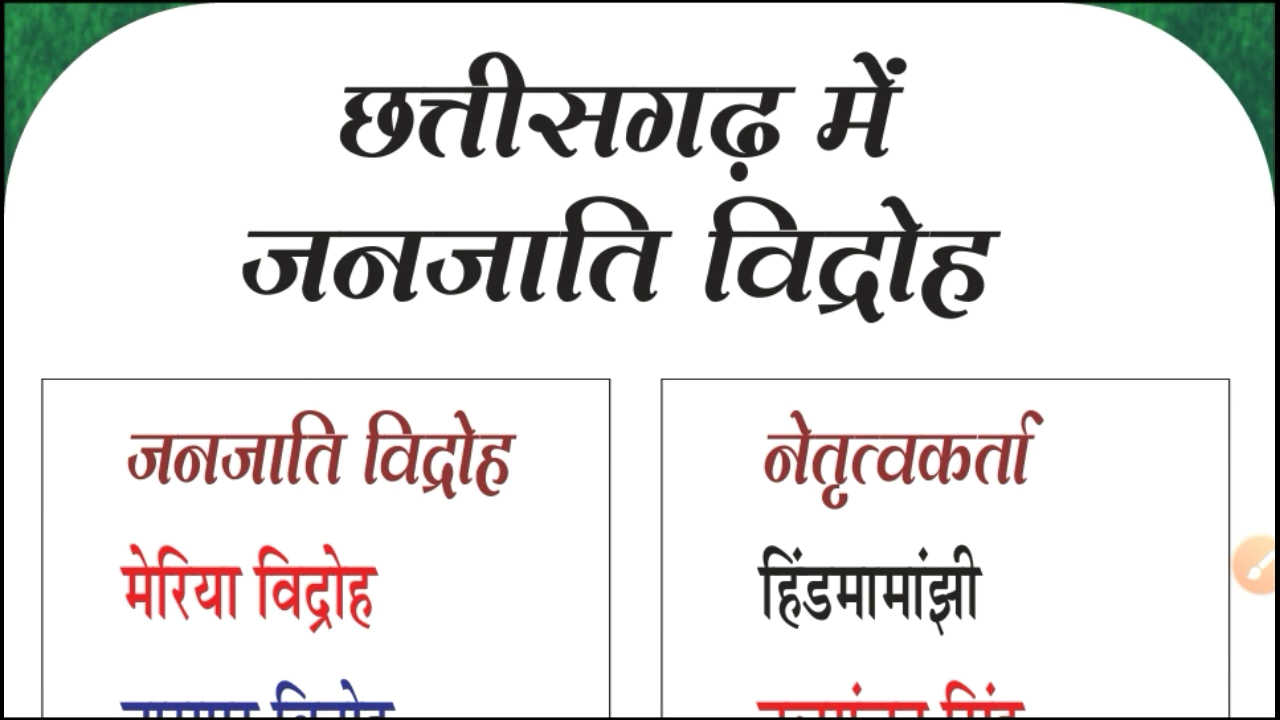 छत्तीसगढ़ में
जनजाति विद्रोह
जनजाति विद्रोह
नेतृत्वकर्ता
मेरिया विद्रोह
हिंडमामांझी
विद्रोह
सिंह